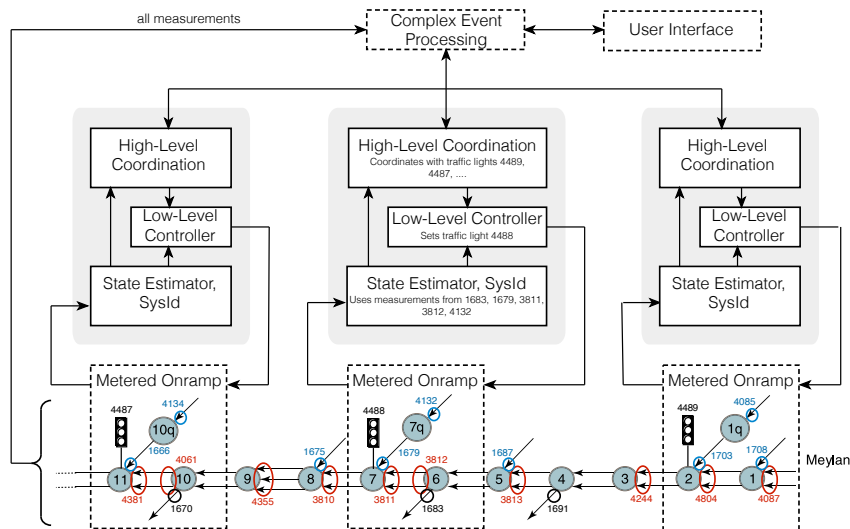 all measurements
Complex Event
Processing
User Interface
High-Level
Coordination
Low-Level
Controller
State Estimator,
SysId
High-Level Coordination
Coordinates with traffic lights 4489,
4487, ....
Low-Level Controller
Sets traffic light 4488
State Estimator, SysId
Uses measurements from 1683, 1679, 3811,
3812, 4132
High-Level
Coordination
Low-Level
Controller
State Estimator,
SysId
Metered Onramp
4487
4134
10q
1666
4061
11
10
4381
1670
9
4355
1675
8
3810
Metered Onramp
4488
4132
7q
1679
3812
7
6
3811
1683
1687
5
3813
4
1691
3
4244
Metered Onramp
4489
4085
1q
1703
1708
2
1
4804
4087
Meylan